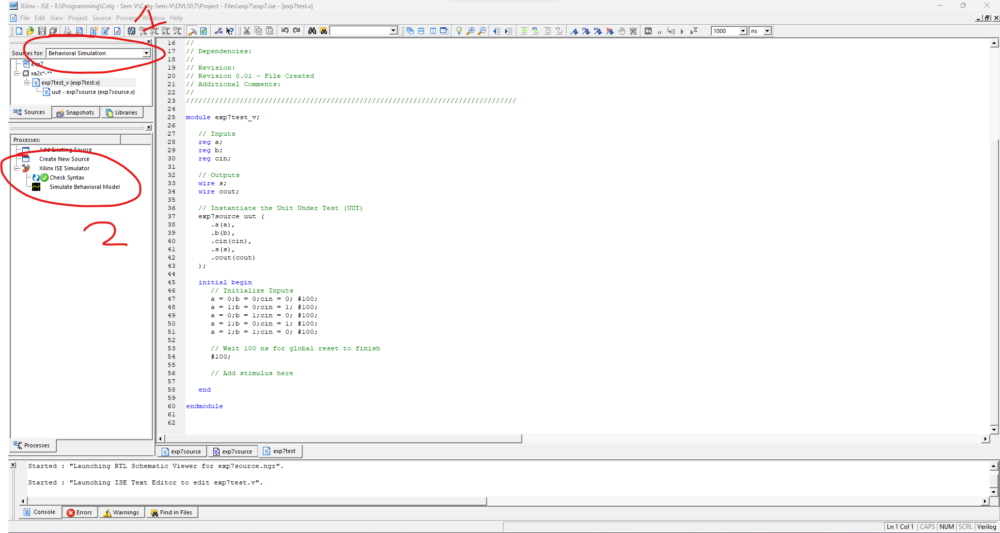 Xilinx - ISE - E:\Programming\Colg - Sem V\Colg-Sem-V\DVLSI\7\Project - Files\exp7\exp7.ise - [exp7test.v]
File Edit View Project Source Process Window Help
1
1000 ns
Sources for: Behavioral Simulation
exp7
xa2c*-**
exp7test_v (exp7test.v)
uut - exp7source (exp7source.v)
Sources Snapshots Libraries
Processes:
Add Existing Source
Create New Source
Xilinx ISE Simulator
Check Syntax
Simulate Behavioral Model
2
Processes
16 //
17 // Dependencies:
18 //
19 // Revision:
20 // Revision 0.01 - File Created
21 // Additional Comments:
22 //
23 ////////////////////////////////////////////////////////////////////////////////
24
25 module exp7test_v;
26
27 // Inputs
28 reg a;
29 reg b;
30 reg cin;
31
32 // Outputs
33 wire s;
34 wire cout;
35
36 // Instantiate the Unit Under Test (UUT)
37 exp7source uut (
38 .a(a),
39 .b(b),
40 .cin(cin),
41 .s(s),
42 .cout(cout)
43 );
44
45 initial begin
46 // Initialize Inputs
47 a = 0;b = 0;cin = 0; #100;
48 a = 1;b = 0;cin = 1; #100;
49 a = 0;b = 1;cin = 0; #100;
50 a = 1;b = 0;cin = 1; #100;
51 a = 1;b = 1;cin = 0; #100;
52
53 // Wait 100 ns for global reset to finish
54 #100;
55
56 // Add stimulus here
57
58 end
59
60 endmodule
61
62
exp7source exp7source exp7test
Started : "Launching RTL Schematic Viewer for exp7source.ngr".
Started : "Launching ISE Text Editor to edit exp7test.v".
Console Errors Warnings Find in Files
Ln 1 Col 1 CAPS NUM SCRL Verilog